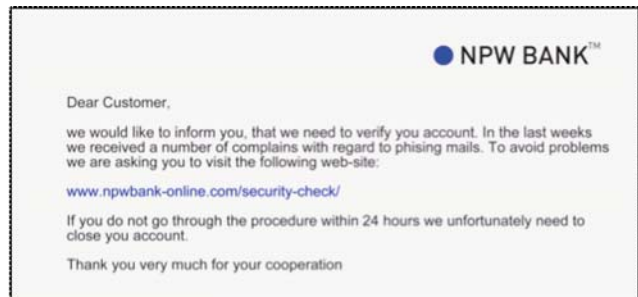 NPW BANK™
Dear Customer,
we would like to inform you, that we need to verify you account. In the last weeks
we received a number of complains with regard to phising mails. To avoid problems
we are asking you to visit the following web-site:
www.npwbank-online.com/security-check/
If you do not go through the procedure within 24 hours we unfortunately need to
close you account.
Thank you very much for your cooperation